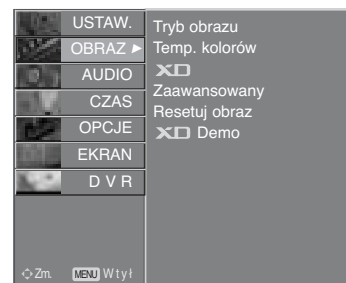 USTAW.
OBRAZ ►
AUDIO
CZAS
OPCJE
EKRAN
D V R
Tryb obrazu
Temp. kolorów
XD
Zaawansowany
Resetuj obraz
XD Demo
Zm. MENU Wtył